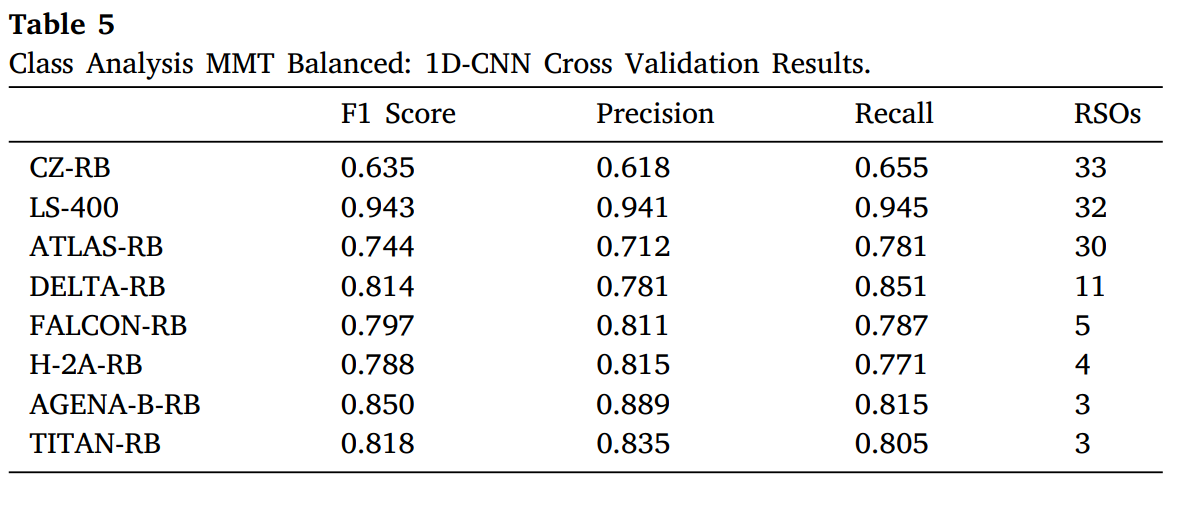 Table 5
Class Analysis MMT Balanced: 1D-CNN Cross Validation Results.
F1 Score Precision Recall RSOs
CZ-RB 0.635 0.618 0.655 33
LS-400 0.943 0.941 0.945 32
ATLAS-RB 0.744 0.712 0.781 30
DELTA-RB 0.814 0.781 0.851 11
FALCON-RB 0.797 0.811 0.787 5
H-2A-RB 0.788 0.815 0.771 4
AGENA-B-RB 0.850 0.889 0.815 3
TITAN-RB 0.818 0.835 0.805 3